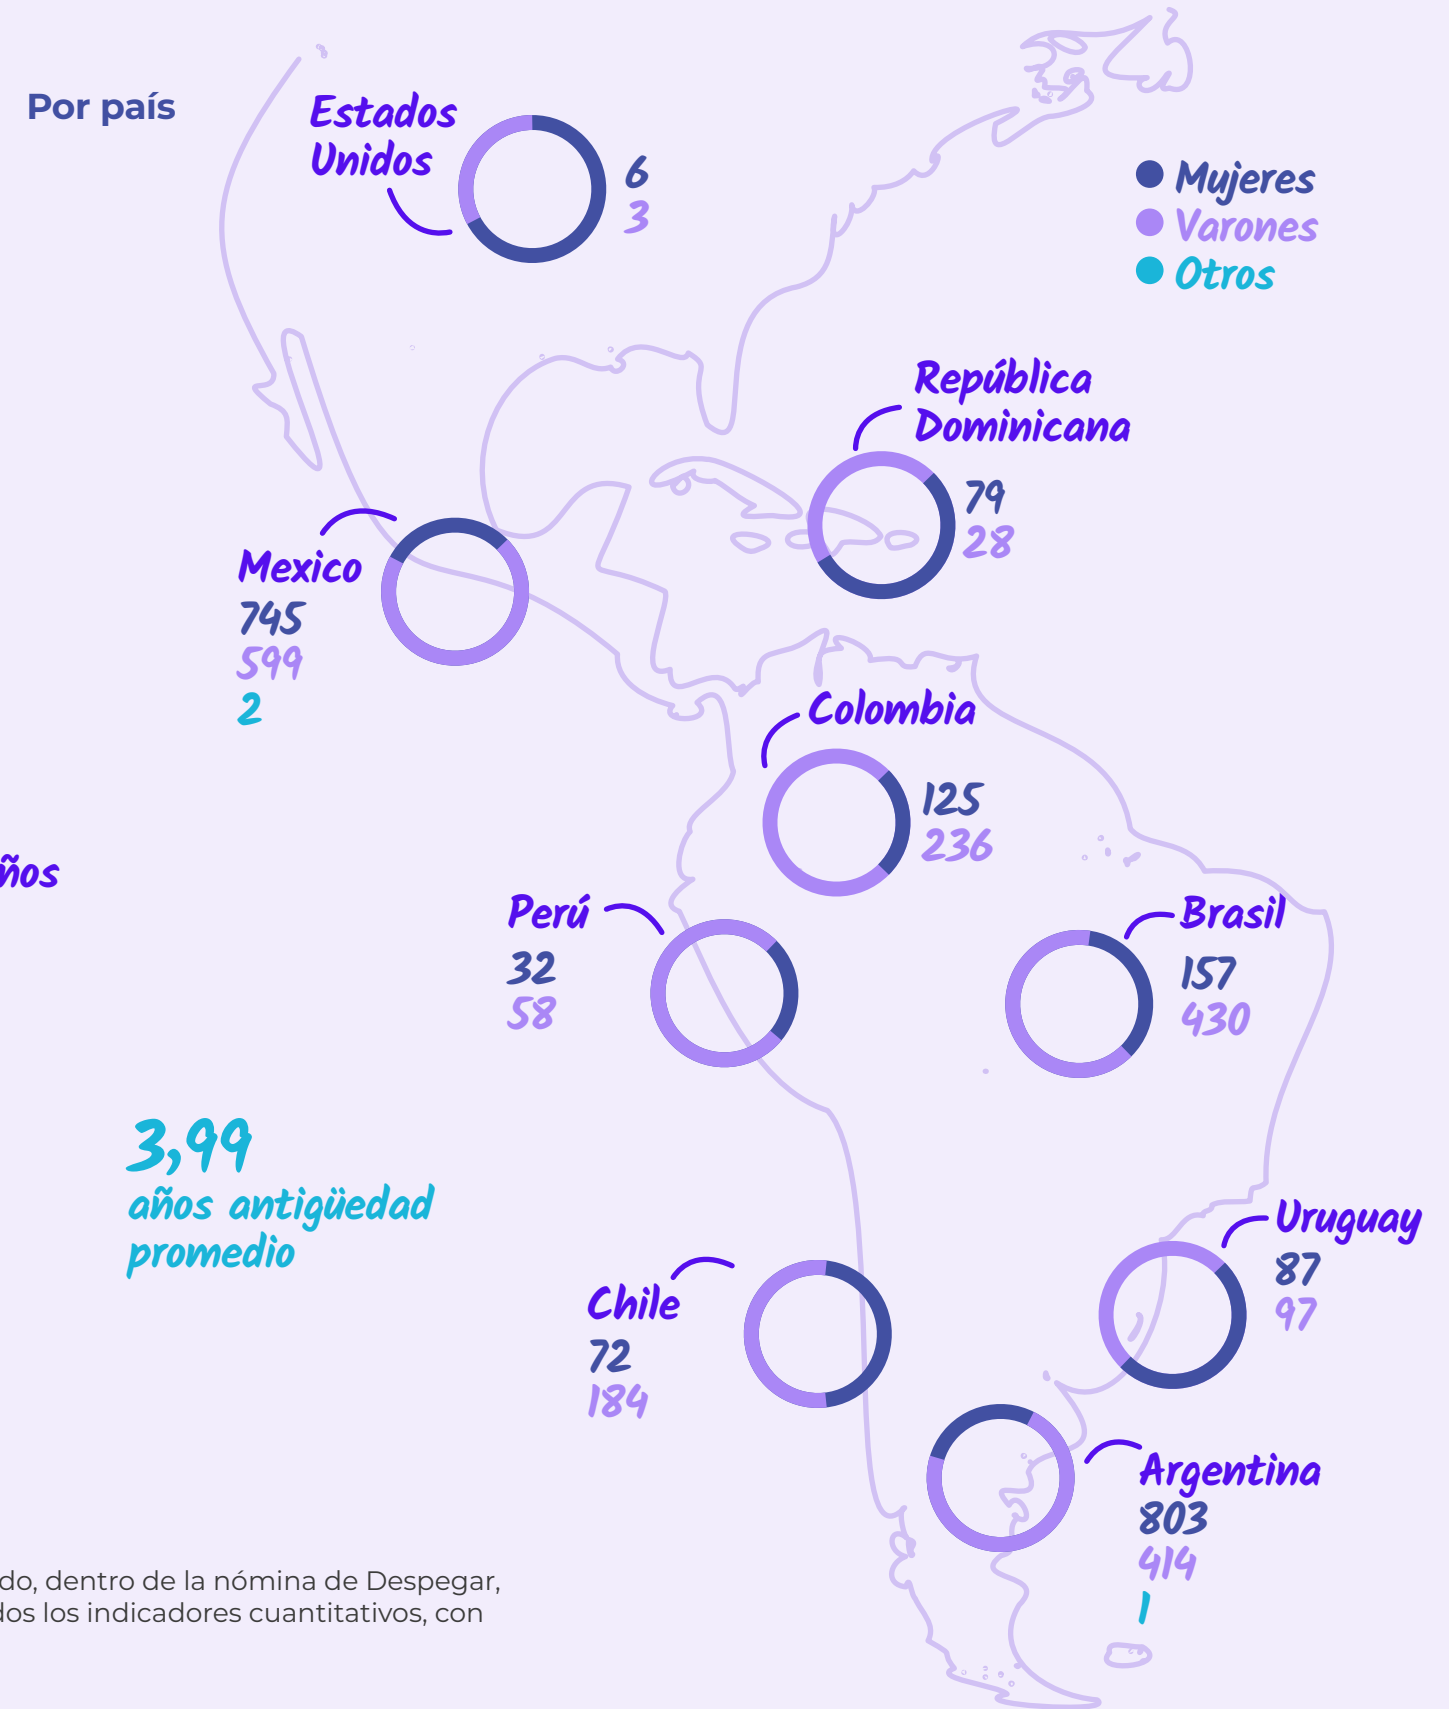 Por país
Estados
Unidos
6
3
Mujeres
Varones
Otros
República
Dominicana
79
28
Mexico
745
599
2
Colombia
125
236
ños
Perú
32
58
Brasil
157
430
3,99
años antigüedad
promedio
Uruguay
87
97
Chile
72
184
Argentina
803
414
1
do, dentro de la nómina de Despegar,
dos los indicadores cuantitativos, con